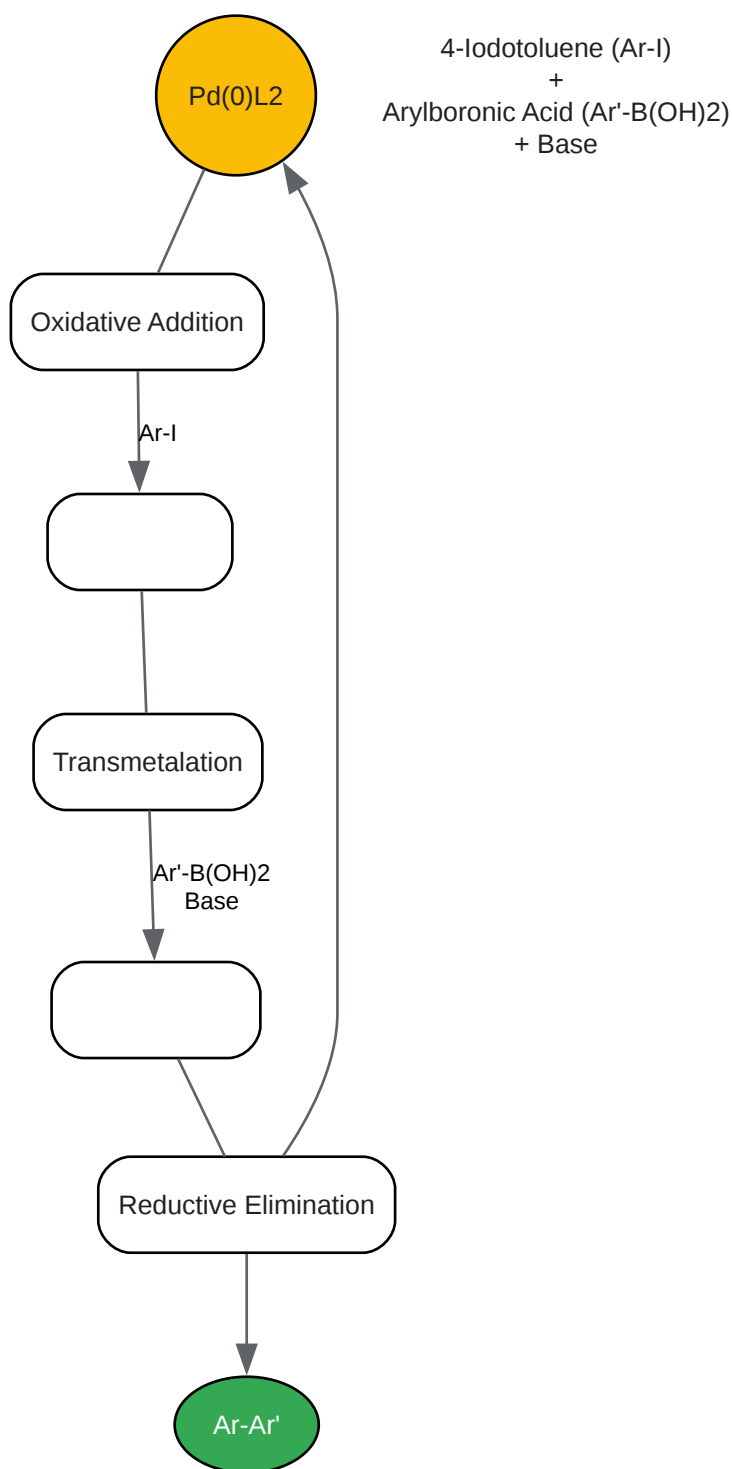 Pd(0)L2
4-Iodotoluene (Ar-I)
+
Arylboronic Acid (Ar'-B(OH)2)
+ Base
Oxidative Addition
Ar-I
Transmetalation
Ar'-B(OH)2
Base
Reductive Elimination
Ar-Ar'